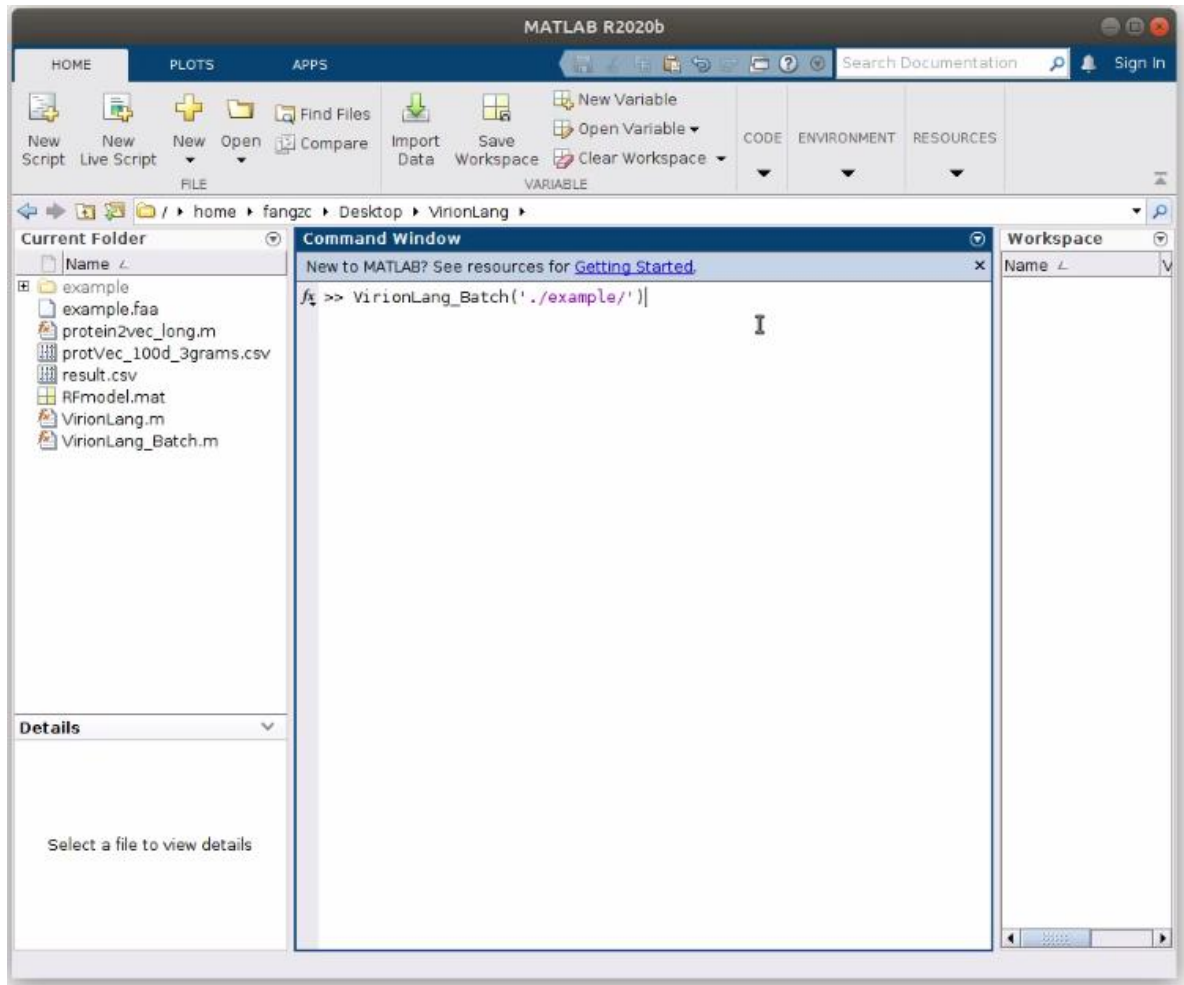 MATLAB R2020b
HOME PLOTS APPS Search Documentation Sign In
New Script
New Live Script
New
Open
Find Files
Compare
FILE
Import Data
Save Workspace
New Variable
Open Variable
Clear Workspace
VARIABLE
CODE
ENVIRONMENT
RESOURCES
/ home fangzc Desktop VirionLang
Current Folder
Name
example
example.faa
protein2vec_long.m
protVec_100d_3grams.csv
result.csv
RFmodel.mat
VirionLang.m
VirionLang_Batch.m
Details
Select a file to view details
Command Window
New to MATLAB? See resources for Getting Started.
fx >> VirionLang_Batch('./example/')
Workspace
Name V